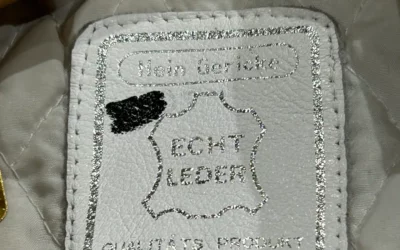 Hein Gericke
ECHT
LEDER
QUALITÄTS PRODUKT